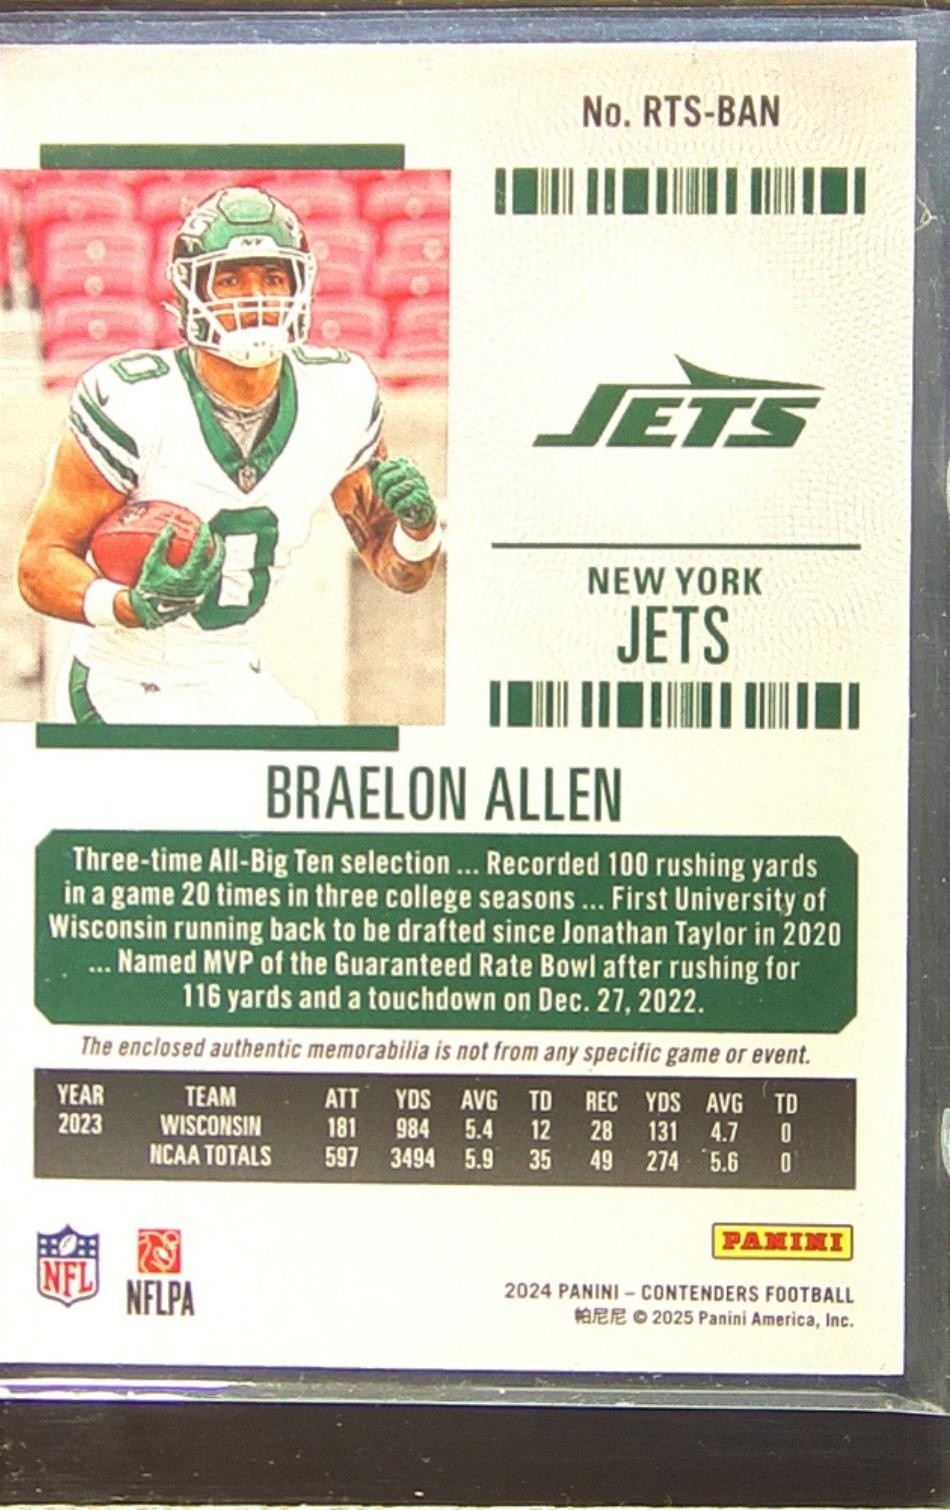 No. RTS-BAN
NY
0
0
0
JETS
NEW YORK
JETS
BRAELON ALLEN
Three-time All-Big Ten selection ... Recorded 100 rushing yards
in a game 20 times in three college seasons ... First University of
Wisconsin running back to be drafted since Jonathan Taylor in 2020
... Named MVP of the Guaranteed Rate Bowl after rushing for
116 yards and a touchdown on Dec. 27, 2022.
The enclosed authentic memorabilia is not from any specific game or event.
YEAR TEAM ATT YDS AVG TD REC YDS AVG TD
2023 WISCONSIN 181 984 5.4 12 28 131 4.7 0
NCAA TOTALS 597 3494 5.9 35 49 274 5.6 0
NFL
NFLPA
PANINI
2024 PANINI – CONTENDERS FOOTBALL
帕尼尼 © 2025 Panini America, Inc.